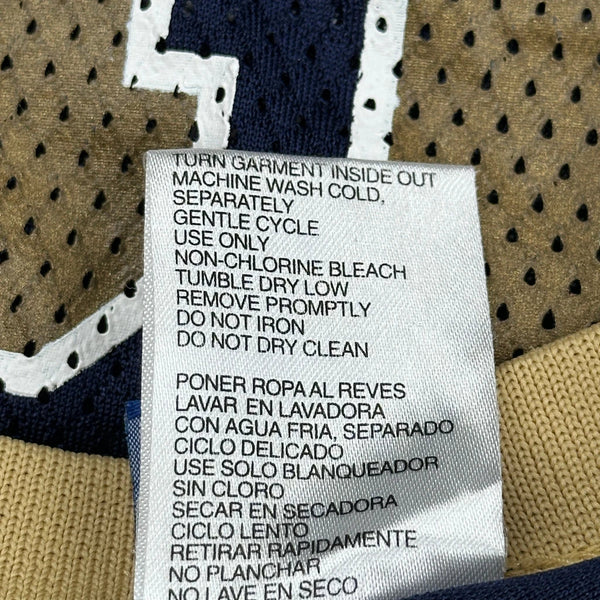 TURN GARMENT INSIDE OUT
MACHINE WASH COLD,
SEPARATELY
GENTLE CYCLE
USE ONLY
NON-CHLORINE BLEACH
TUMBLE DRY LOW
REMOVE PROMPTLY
DO NOT IRON
DO NOT DRY CLEAN
PONER ROPA AL REVES
LAVAR EN LAVADORA
CON AGUA FRIA, SEPARADO
CICLO DELICADO
USE SOLO BLANQUEADOR
SIN CLORO
SECAR EN SECADORA
CICLO LENTO
RETIRAR RAPIDAMENTE
NO PLANCHAR
NO LAVE EN SECO